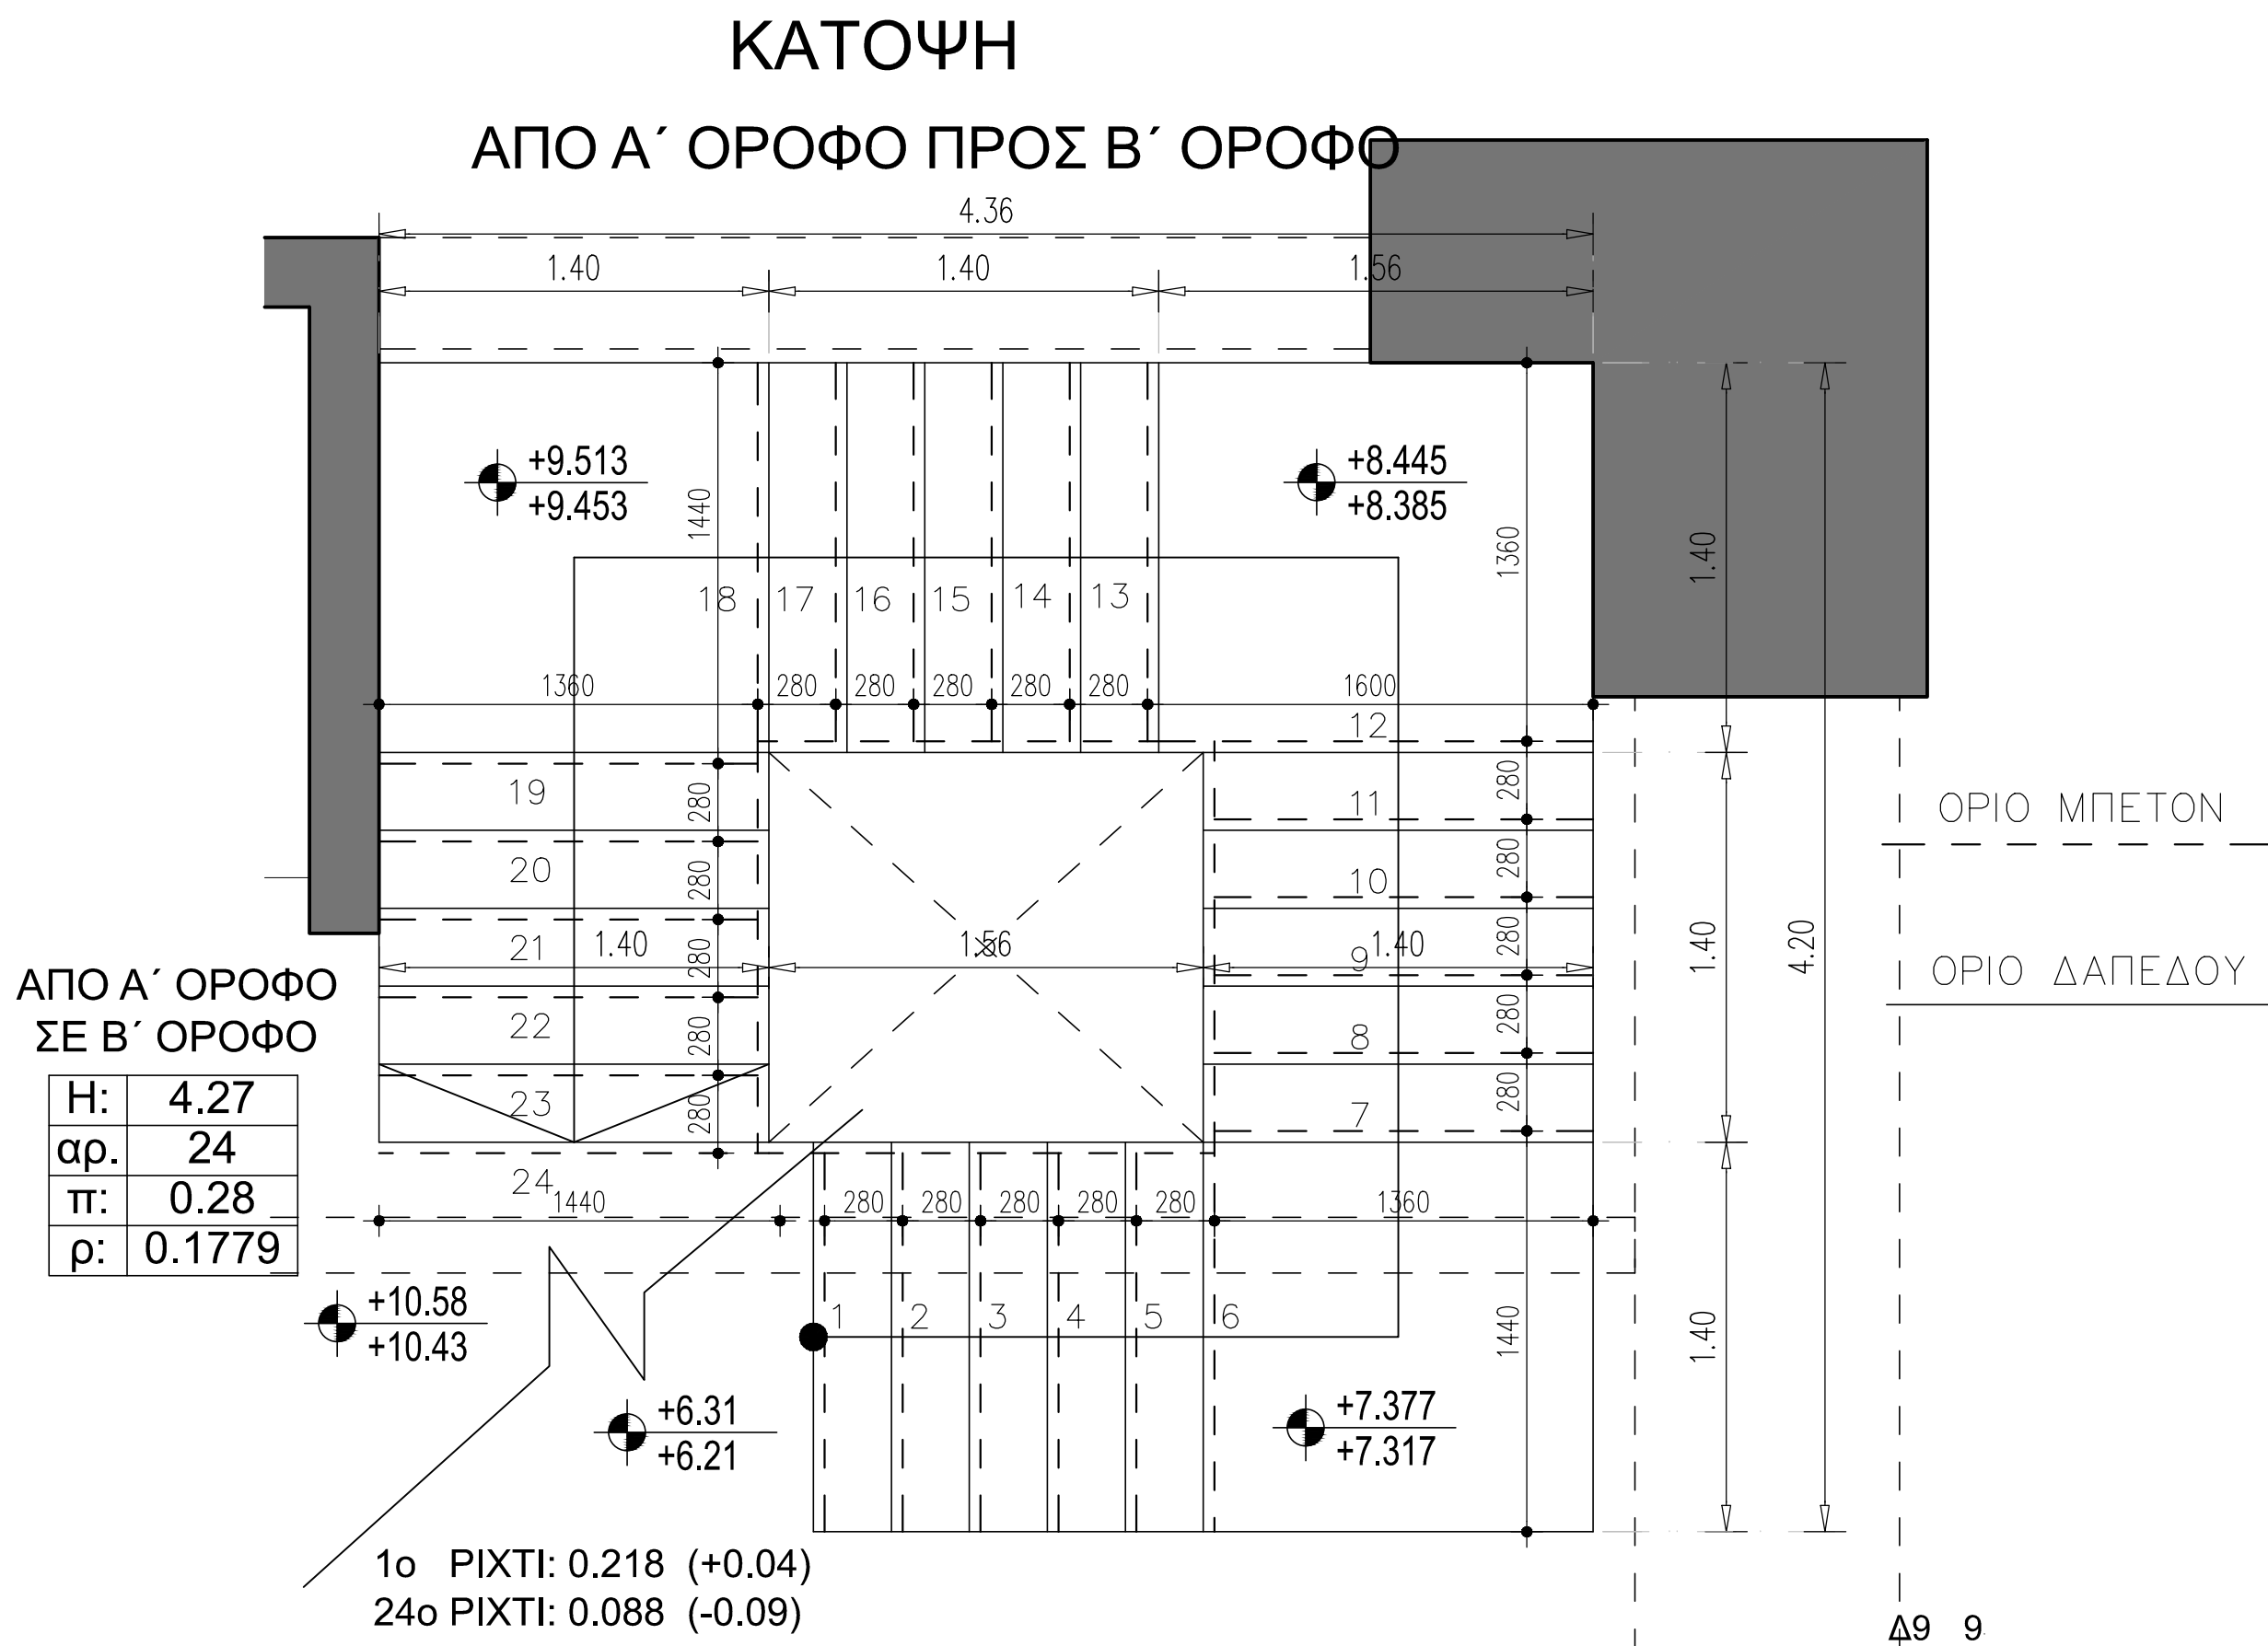 ΚΑΤΟΨΗ
ΑΠΟ Α΄ ΟΡΟΦΟ ΠΡΟΣ Β΄ ΟΡΟΦΟ
4.36
1.40 1.40 1.56
+9.513 +8.445
+9.453 +8.385
1440 1360 1.40
18 17 16 15 14 13
1360 280 280 280 280 280 1600
12
19 280 11 280
ΟΡΙΟ ΜΠΕΤΟΝ
20 280 10 280
21 1.40 280 1.56 9 1.40 280 1.40 4.20
ΟΡΙΟ ΔΑΠΕΔΟΥ
22 280 8 280
23 280 7 280
ΑΠΟ Α΄ ΟΡΟΦΟ
ΣΕ Β΄ ΟΡΟΦΟ
Η: 4.27
αρ. 24
π: 0.28
ρ: 0.1779
24
1440 280 280 280 280 280 1360
1 2 3 4 5 6
1440 1.40
+10.58
+10.43
+6.31 +7.377
+6.21 +7.317
1ο ΡΙΧΤΙ: 0.218 (+0.04)
24ο ΡΙΧΤΙ: 0.088 (-0.09)
Δ9 9